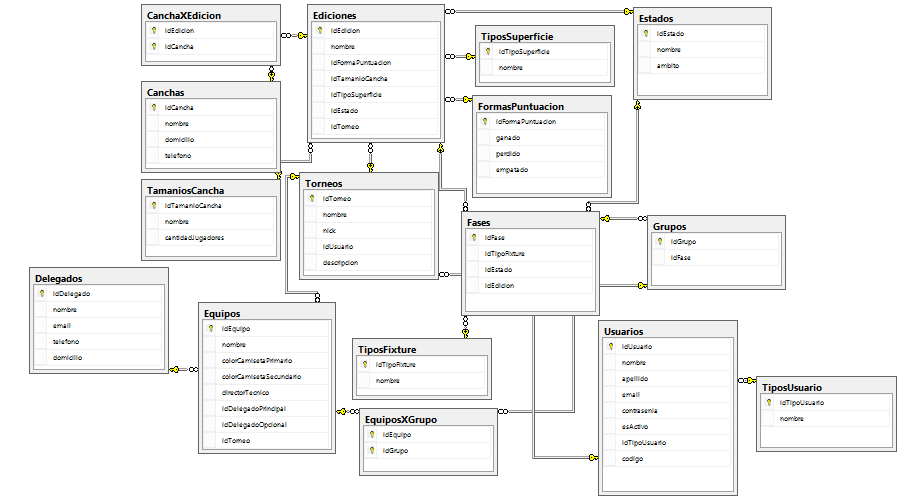 CanchaXEdicion
idEdicion
idCancha
Canchas
idCancha
nombre
domicilio
telefono
TamaniosCancha
idTamanioCancha
nombre
cantidadJugadores
Ediciones
idEdicion
nombre
idFormaPuntuacion
idTamanioCancha
idTipoSuperficie
idEstado
idTorneo
TiposSuperficie
idTipoSuperficie
nombre
FormasPuntuacion
idFormaPuntuacion
ganado
perdido
empatado
Estados
idEstado
nombre
ambito
Torneos
idTorneo
nombre
nick
idUsuario
descripcion
Fases
idFase
idTipoFixture
idEstado
idEdicion
Grupos
idGrupo
idFase
Delegados
idDelegado
nombre
email
telefono
domicilio
Equipos
idEquipo
nombre
colorCamisetaPrimario
colorCamisetaSecundario
directorTecnico
idDelegadoPrincipal
idDelegadoOpcional
idTorneo
TiposFixture
idTipoFixture
nombre
EquiposXGrupo
idEquipo
idGrupo
Usuarios
idUsuario
nombre
apellido
email
contrasenia
esActivo
idTipoUsuario
codigo
TiposUsuario
idTipoUsuario
nombre